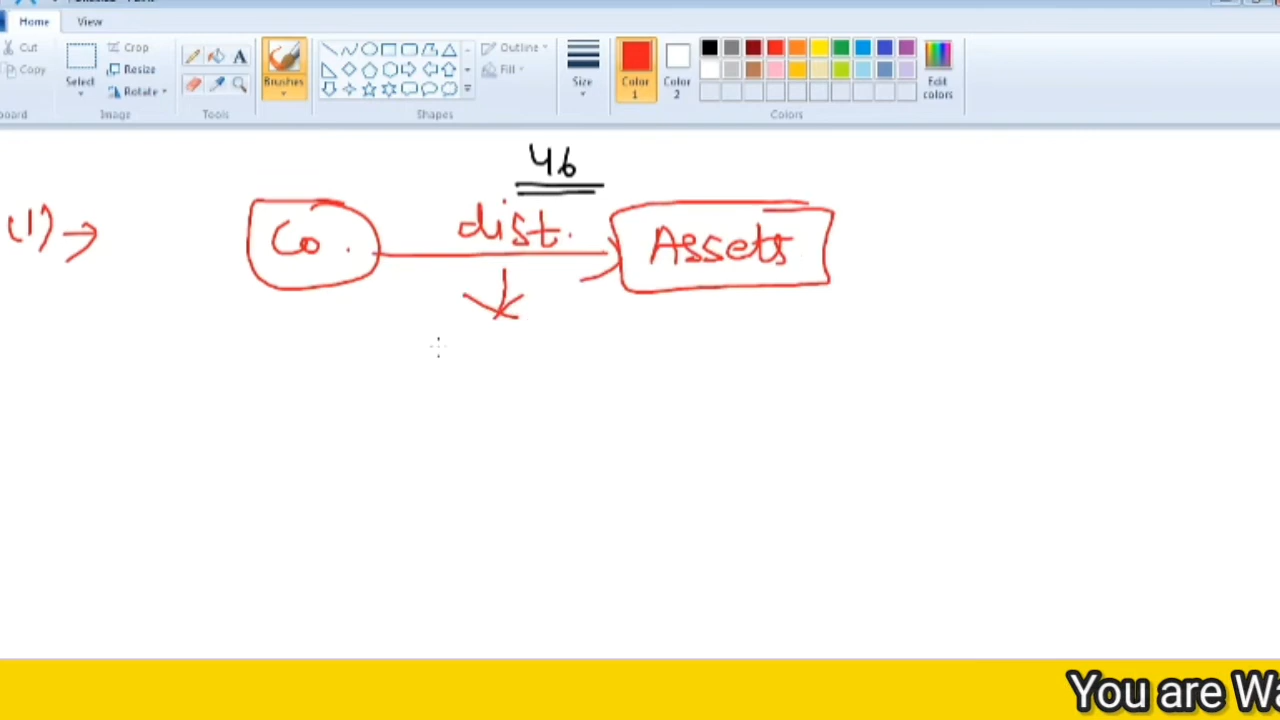 Home View
Cut
Copy
Select
Crop
Resize
Rotate
Brushes
Outline
Fill
Size
Color 1
Color 2
Edit colors
board
Image
Tools
Shapes
Colors
46
(1) → Co. dist. Assets
You are Wa